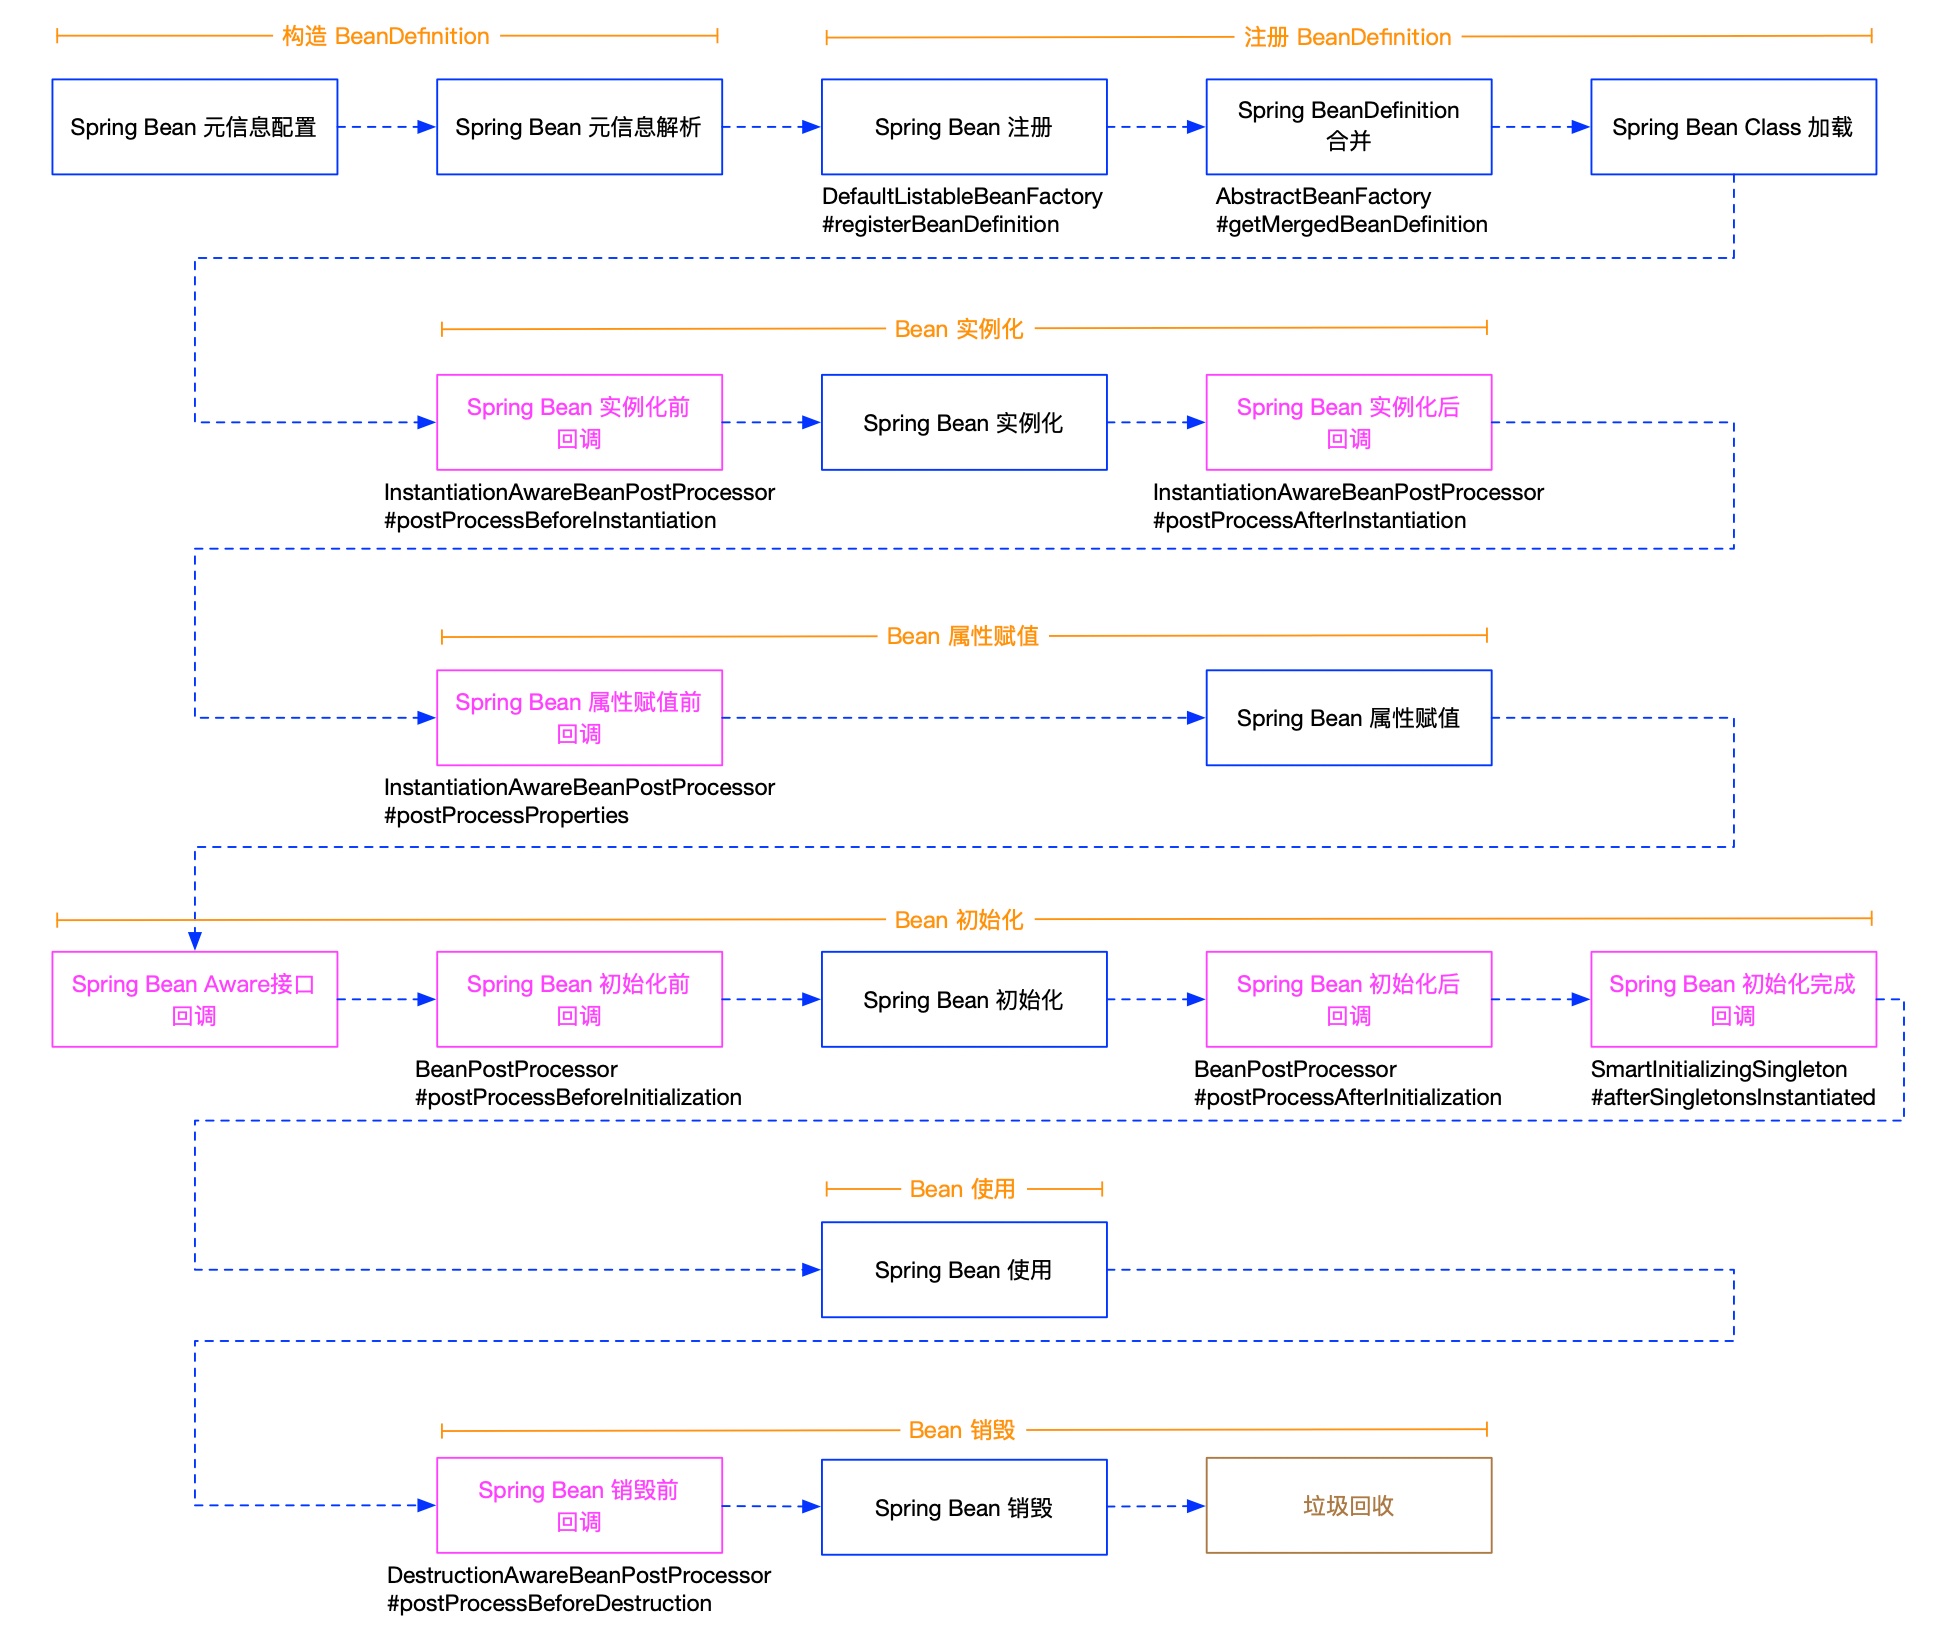 构造 BeanDefinition
注册 BeanDefinition
Spring Bean 元信息配置
Spring Bean 元信息解析
Spring Bean 注册
Spring BeanDefinition
合并
Spring Bean Class 加载
DefaultListableBeanFactory
#registerBeanDefinition
AbstractBeanFactory
#getMergedBeanDefinition
Bean 实例化
Spring Bean 实例化前
回调
Spring Bean 实例化
Spring Bean 实例化后
回调
InstantiationAwareBeanPostProcessor
#postProcessBeforeInstantiation
InstantiationAwareBeanPostProcessor
#postProcessAfterInstantiation
Bean 属性赋值
Spring Bean 属性赋值前
回调
Spring Bean 属性赋值
InstantiationAwareBeanPostProcessor
#postProcessProperties
Bean 初始化
Spring Bean Aware接口
回调
Spring Bean 初始化前
回调
Spring Bean 初始化
Spring Bean 初始化后
回调
Spring Bean 初始化完成
回调
BeanPostProcessor
#postProcessBeforeInitialization
BeanPostProcessor
#postProcessAfterInitialization
SmartInitializingSingleton
#afterSingletonsInstantiated
Bean 使用
Spring Bean 使用
Bean 销毁
Spring Bean 销毁前
回调
Spring Bean 销毁
垃圾回收
DestructionAwareBeanPostProcessor
#postProcessBeforeDestruction